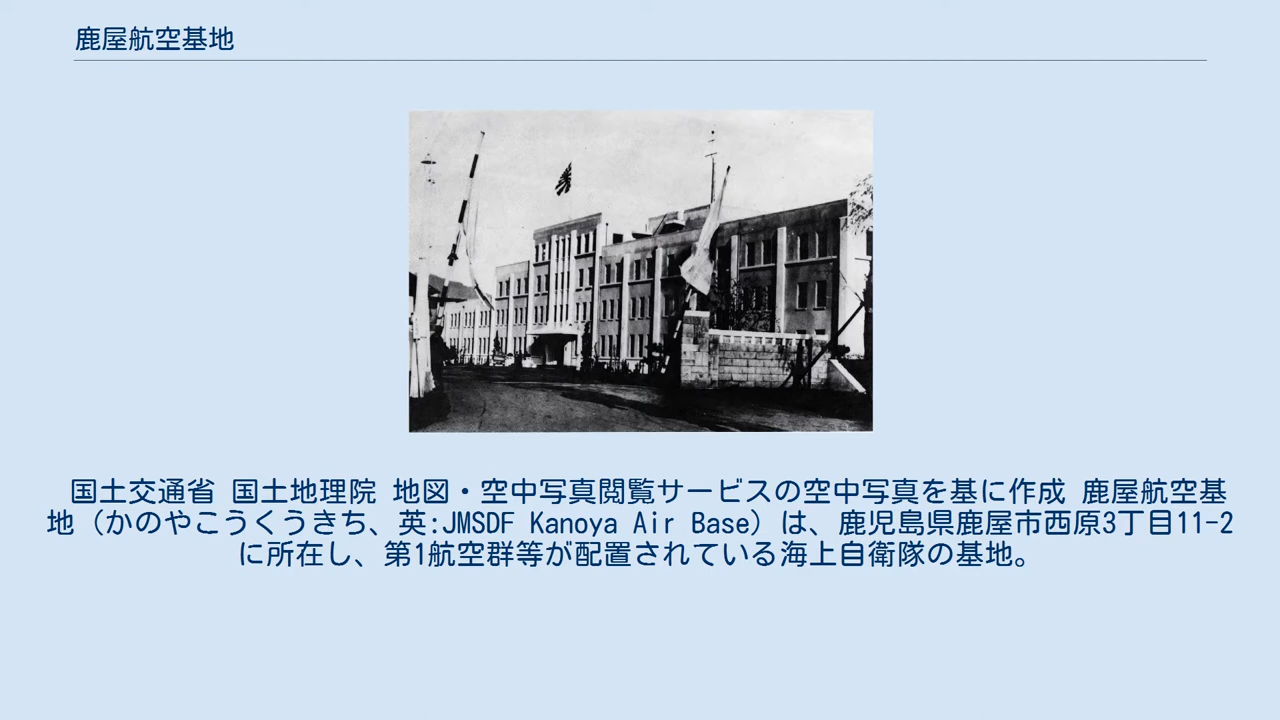 鹿屋航空基地
国土交通省 国土地理院 地図・空中写真閲覧サービスの空中写真を基に作成 鹿屋航空基
地（かのやこうくうきち、英:JMSDF Kanoya Air Base）は、鹿児島県鹿屋市西原3丁目11-2
に所在し、第1航空群等が配置されている海上自衛隊の基地。